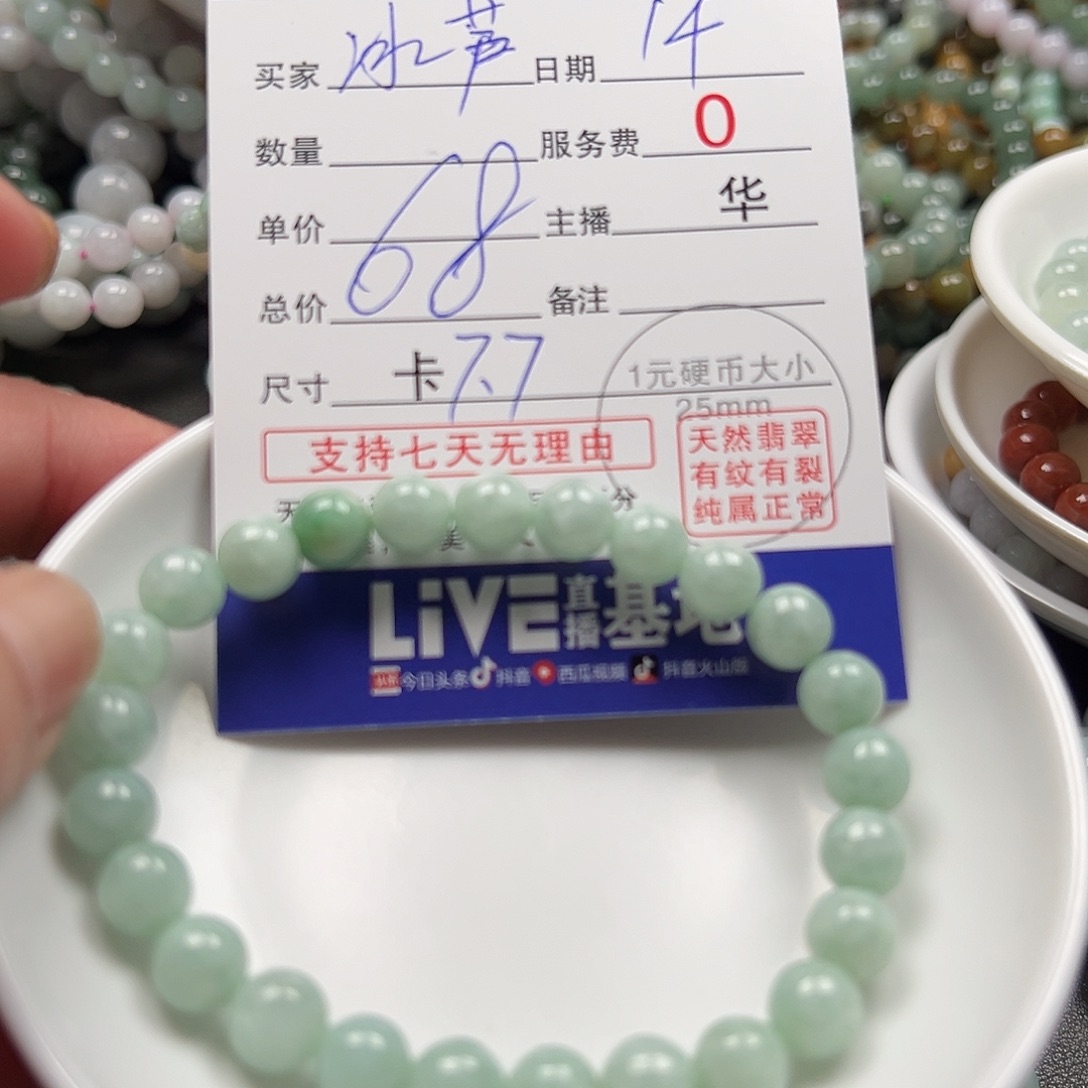 买家 冰芦 日期 14
数量 服务费 0
单价 68 主播 华
总价 备注
尺寸 卡 7.7 1元硬币大小
25mm
支持七天无理由
天然翡翠
有纹有裂
纯属正常
LiVE 直播基地
今日头条 抖音 西瓜视频 抖音火山版